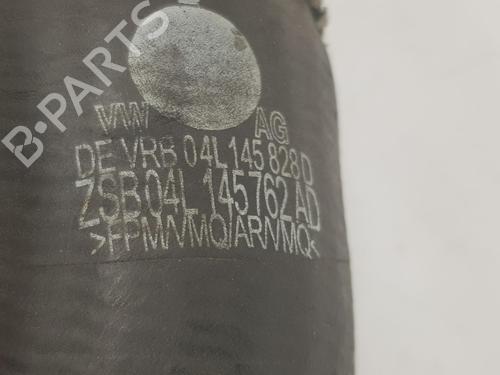 B-PARTS
VW AG
DE VRB 04L 145 828 D
ZSB 04L 145 762 AD
>FPM/VMQ/AR/VMQ<